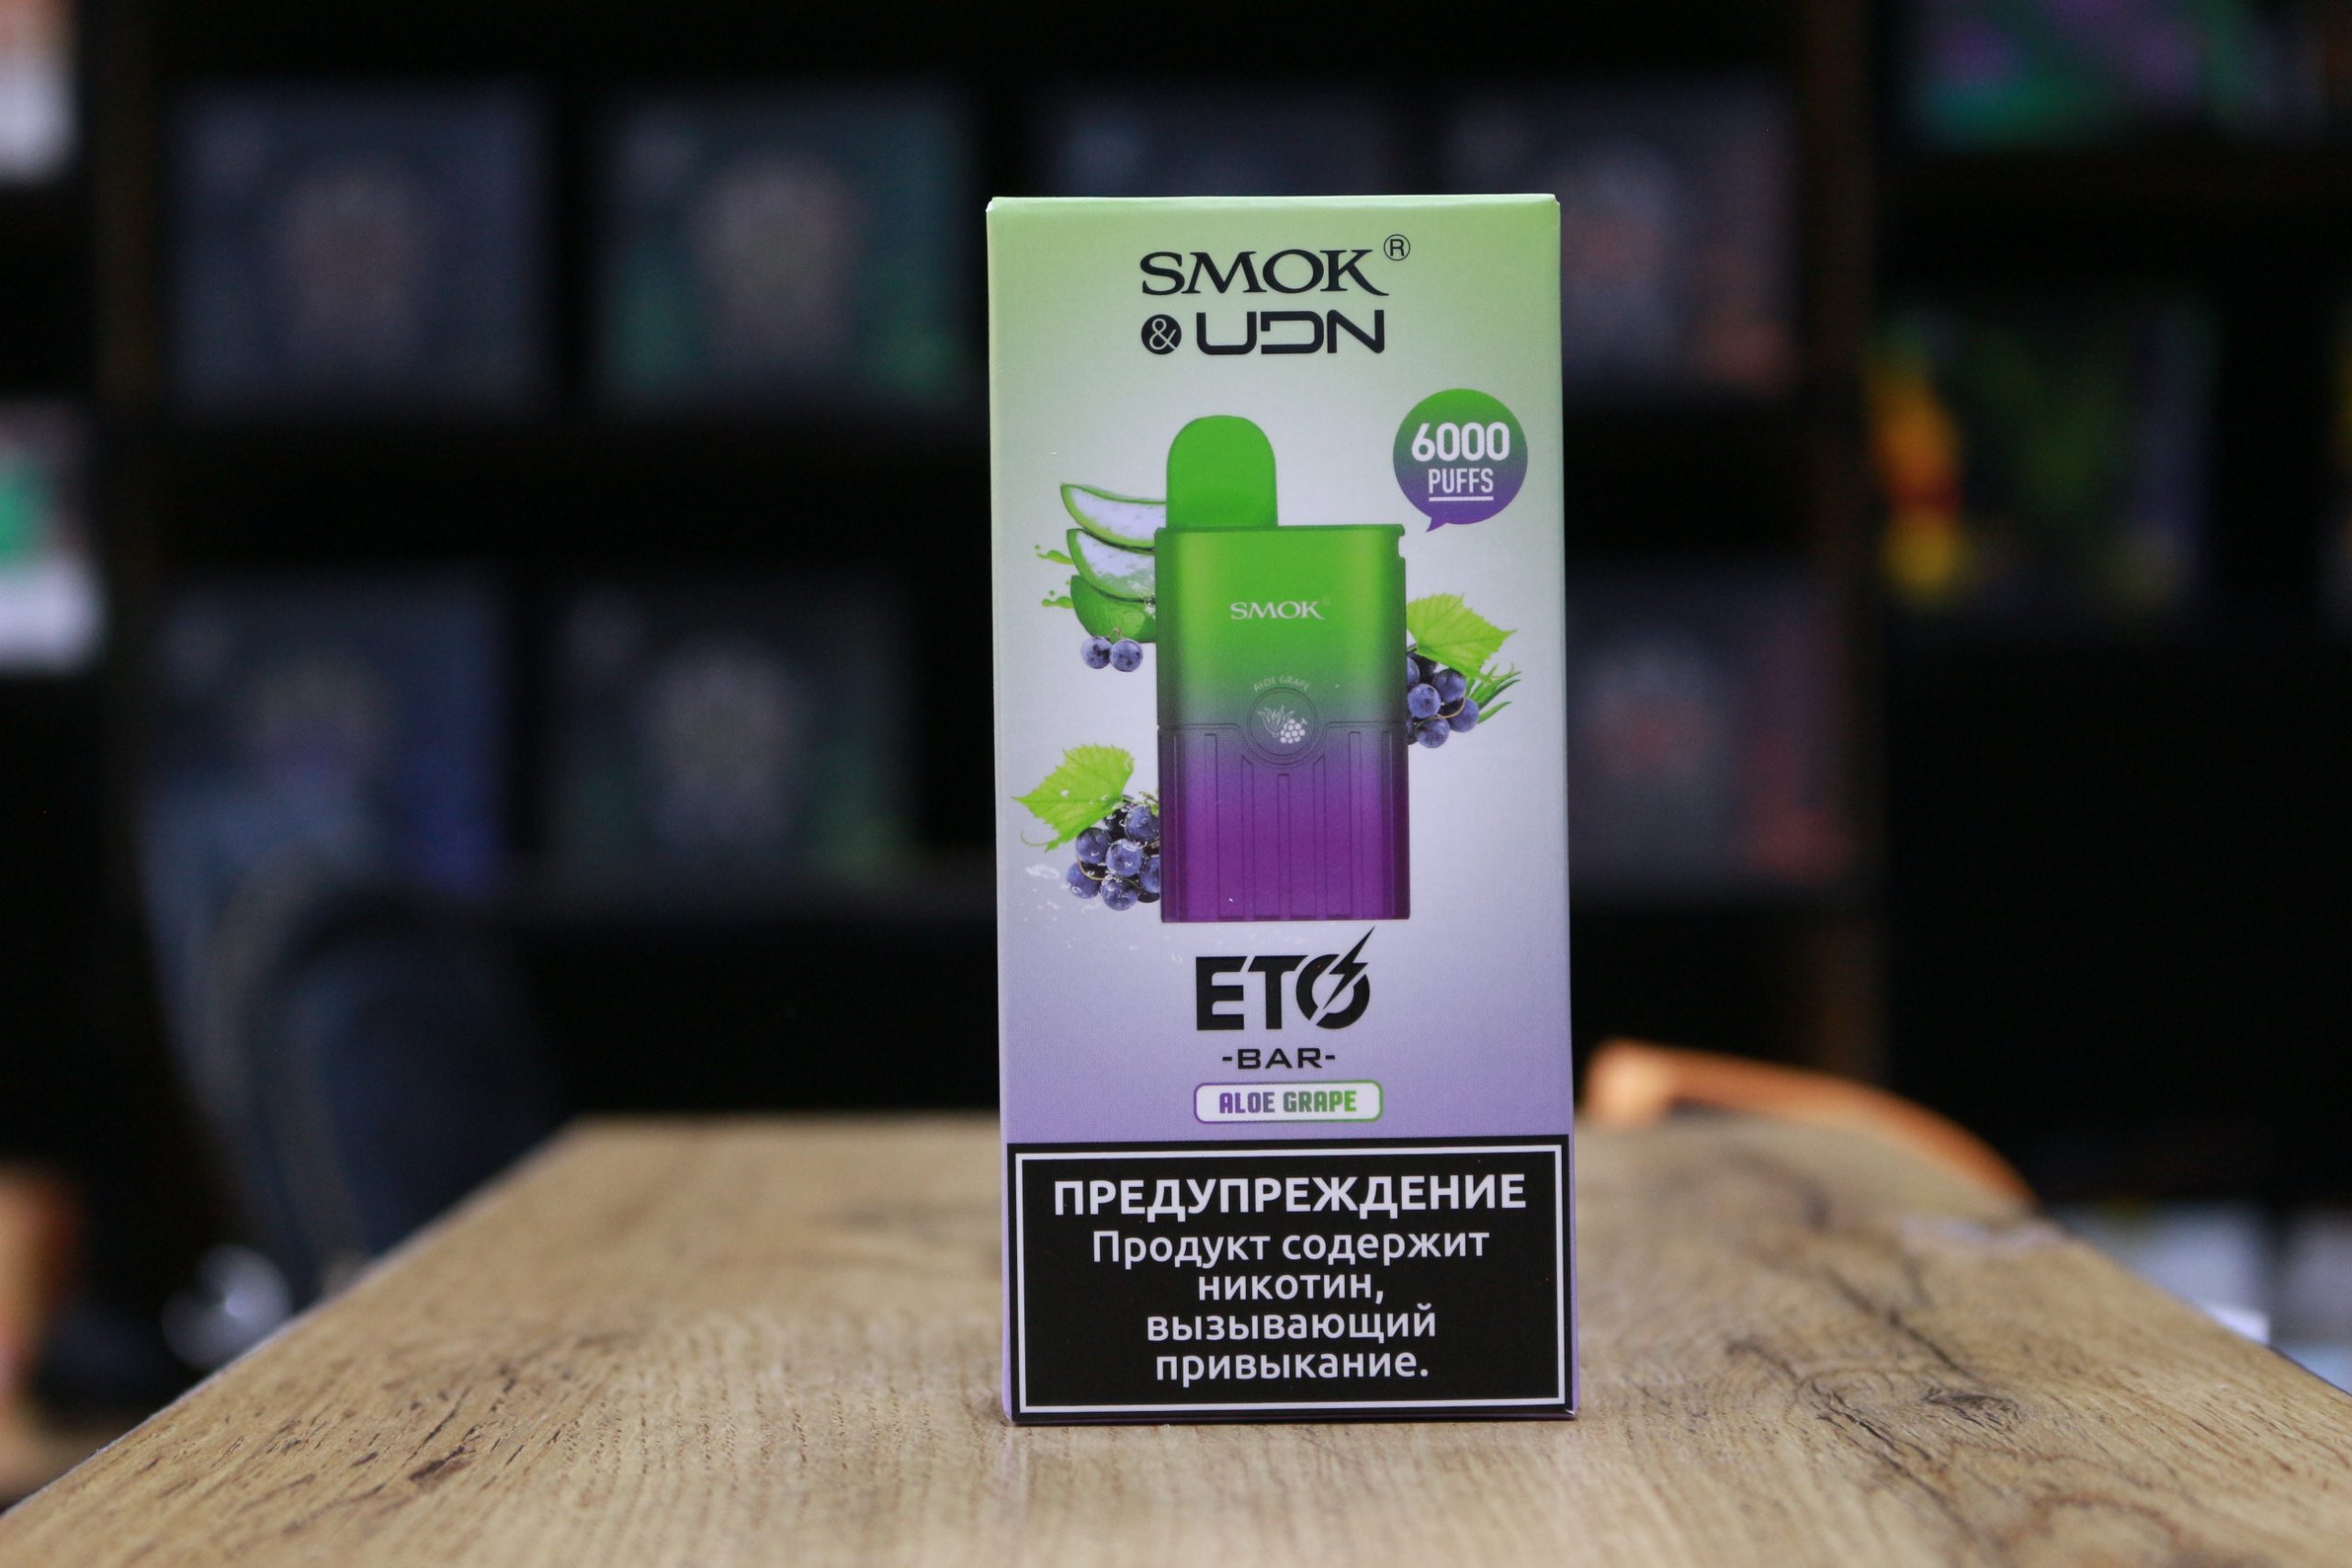 SMOK®
& UDN
6000
PUFFS
SMOK®
ALOE GRAPE
ETO
-BAR-
ALOE GRAPE
ПРЕДУПРЕЖДЕНИЕ
Продукт содержит
никотин,
вызывающий
привыкание.